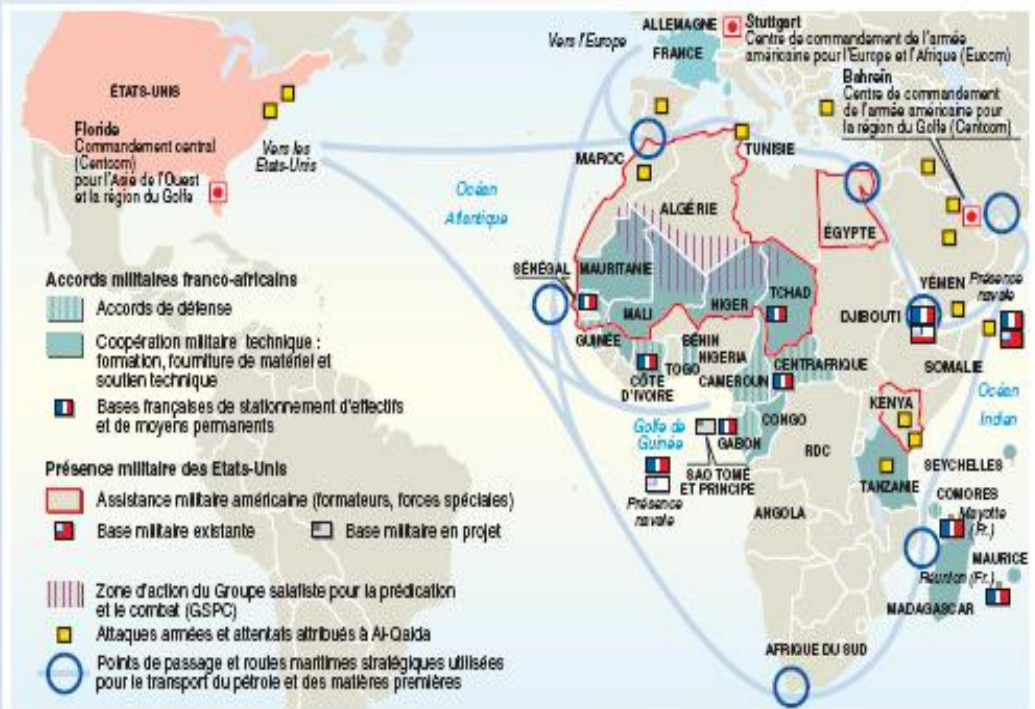 ALLEMAGNE
FRANCE
Stuttgart
Centre de commandement de l'armée
américaine pour l'Europe et l'Afrique (Eucom)
Vers l'Europe
Bahreïn
Centre de commandement
de l'armée américaine pour
la région du Golfe (Centcom)
ÉTATS-UNIS
Floride
Commandement central
(Centcom)
pour l'Asie de l'Ouest
et la région du Golfe
Vers les
Etats-Unis
Océan
Atlantique
MAROC
TUNISIE
ALGÉRIE
ÉGYPTE
SÉNÉGAL
MAURITANIE
MALI
NIGER
TCHAD
YÉMEN
Présence
navale
DJIBOUTI
GUINÉE
BÉNIN
NIGERIA
TOGO
CÔTE
D'IVOIRE
CAMEROUN
CENTRAFRIQUE
SOMALIE
Océan
Indien
KENYA
Golfe de
Guinée
GABON
CONGO
RDC
SAO TOMÉ
ET PRINCIPE
Présence
navale
TANZANIE
SEYCHELLES
COMORES
Mayotte
(Fr.)
ANGOLA
MAURICE
Réunion (Fr.)
MADAGASCAR
AFRIQUE DU SUD
Accords militaires franco-africains
Accords de défense
Coopération militaire technique :
formation, fourniture de matériel et
soutien technique
Bases françaises de stationnement d'effectifs
et de moyens permanents
Présence militaire des Etats-Unis
Assistance militaire américaine (formateurs, forces spéciales)
Base militaire existante
Base militaire en projet
Zone d'action du Groupe salafiste pour la prédication
et le combat (GSPC)
Attaques armées et attentats attribués à Al-Qaida
Points de passage et routes maritimes stratégiques utilisées
pour le transport du pétrole et des matières premières